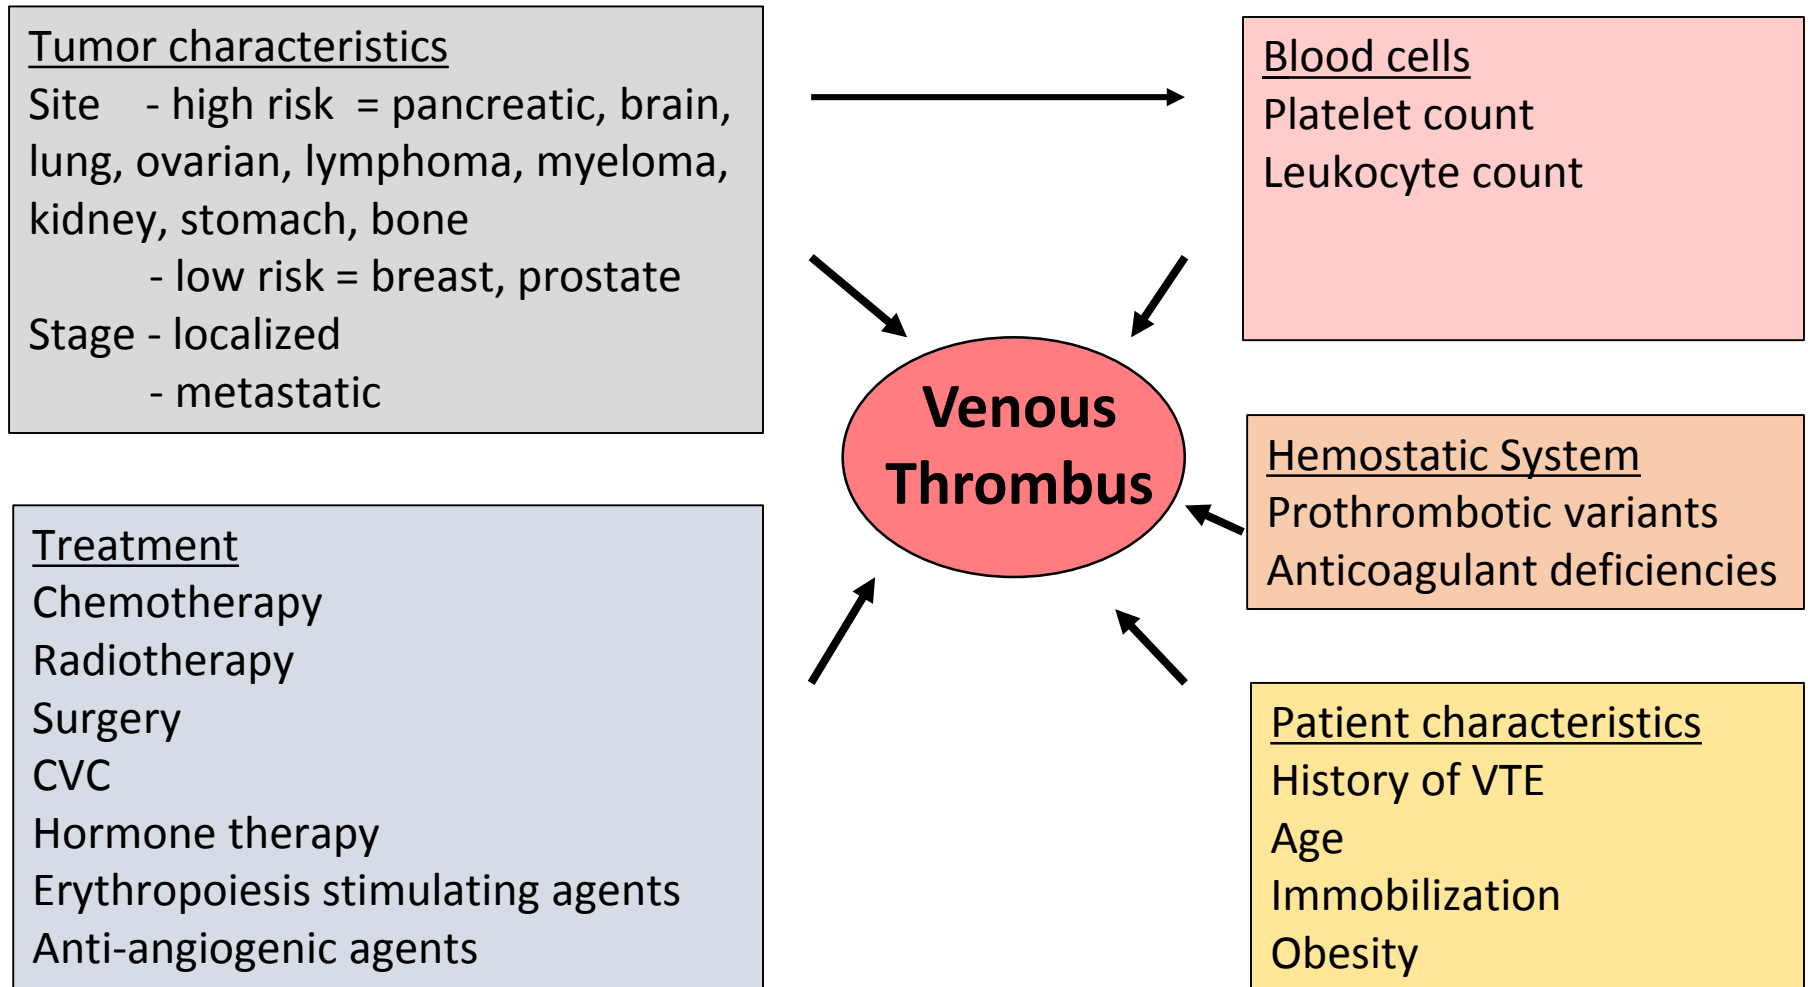 Tumor characteristics
Site - high risk = pancreatic, brain,
lung, ovarian, lymphoma, myeloma,
kidney, stomach, bone
- low risk = breast, prostate
Stage - localized
- metastatic
Blood cells
Platelet count
Leukocyte count
Venous
Thrombus
Hemostatic System
Prothrombotic variants
Anticoagulant deficiencies
Treatment
Chemotherapy
Radiotherapy
Surgery
CVC
Hormone therapy
Erythropoiesis stimulating agents
Anti-angiogenic agents
Patient characteristics
History of VTE
Age
Immobilization
Obesity